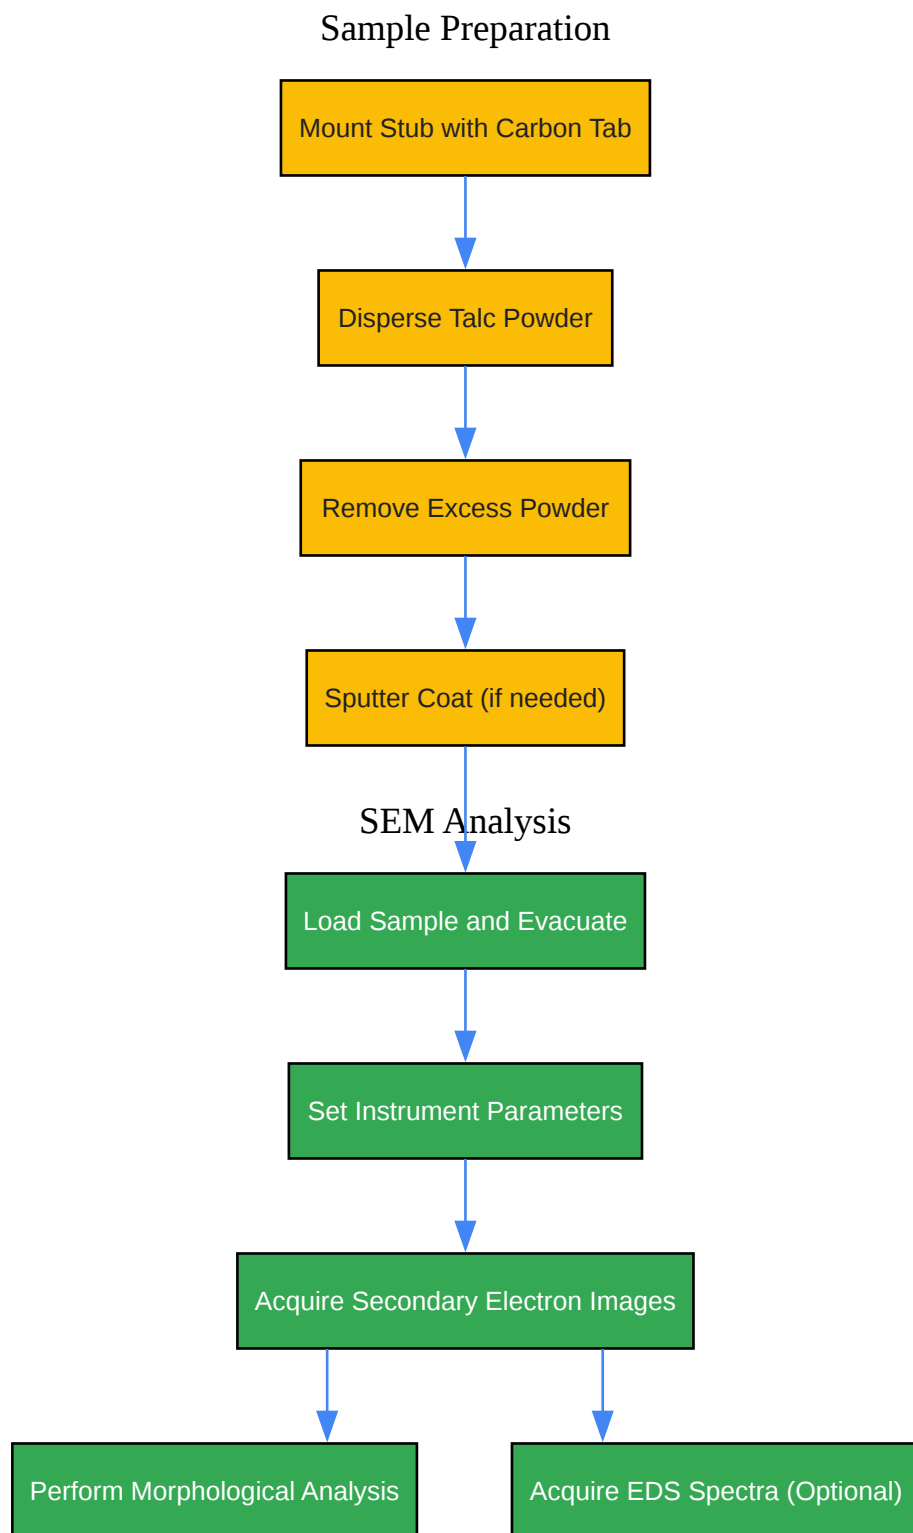 Sample Preparation
Mount Stub with Carbon Tab
Disperse Talc Powder
Remove Excess Powder
Sputter Coat (if needed)
SEM Analysis
Load Sample and Evacuate
Set Instrument Parameters
Acquire Secondary Electron Images
Perform Morphological Analysis
Acquire EDS Spectra (Optional)